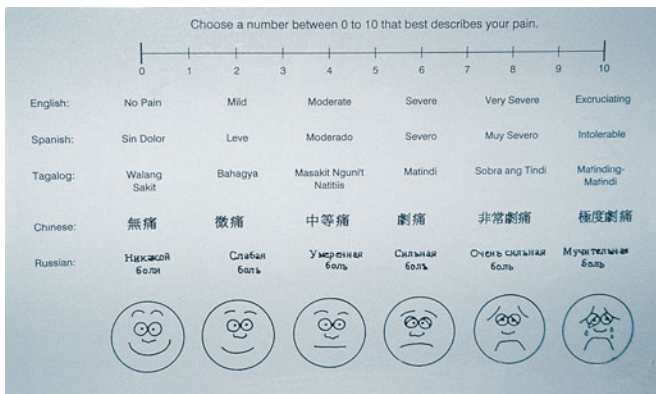 Choose a number between 0 to 10 that best describes your pain.
0 1 2 3 4 5 6 7 8 9 10
English: No Pain Mild Moderate Severe Very Severe Excruciating
Spanish: Sin Dolor Leve Moderado Severo Muy Severo Intolerable
Tagalog: Walang Sakit Bahagya Masakit Nguni't Natitiis Matindi Sobra ang Tindi Matinding-Matindi
Chinese: 無痛 微痛 中等痛 劇痛 非常劇痛 極度劇痛
Russian: Никакой боли Слабая боль Умеренная боль Сильная боль Очень сильная боль Мучительная боль